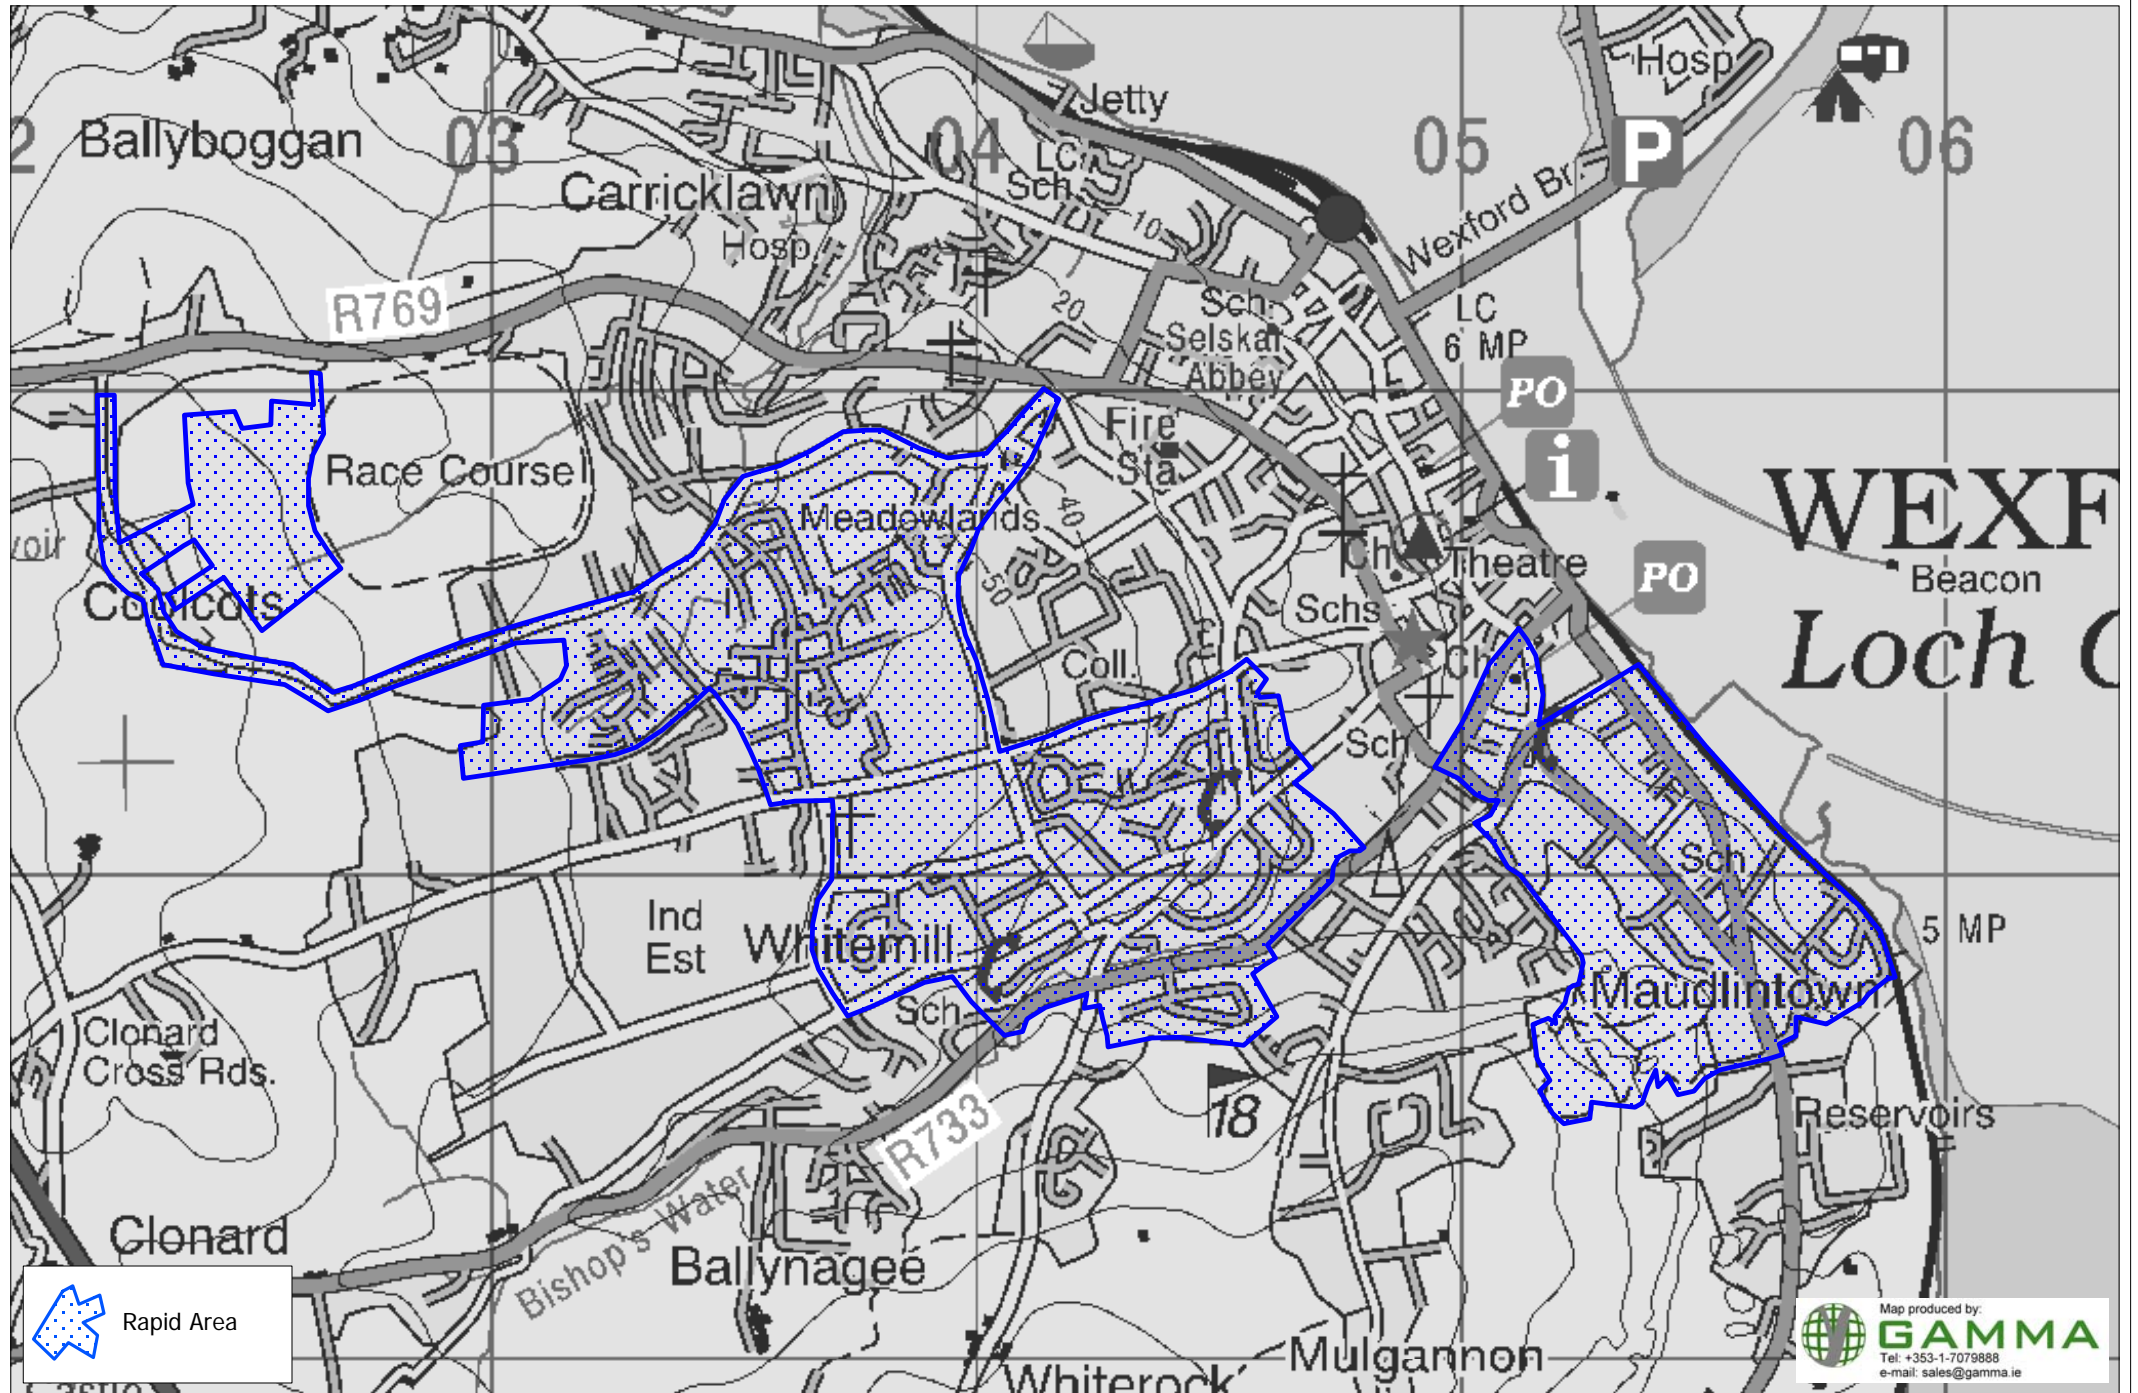 Hosp
Jetty
2
Ballyboggan
03
04
05
06
P
LC
Sch.
Carricklawn
Hosp.
10
Wexford Br.
R769
20
Sch.
Selskar
Abbey
LC
6 MP
PO
Fire
Sta
i
Race Course
WEXF
Meadowlands
40
voir
Ch
Theatre
PO
Beacon
Coolcots
50
Schs
Loch
Coll.
Ch
Sch
Sch
Ind
Est
Whitemill
5 MP
Maudlintown
Sch
Clonard
Cross Rds.
18
R733
Reservoirs
Bishop's Water
Clonard
Ballynagee
Rapid Area
Mulgannon
Whiterock
Map produced by:
GAMMA
Tel: +353-1-7079888
e-mail: sales@gamma.ie